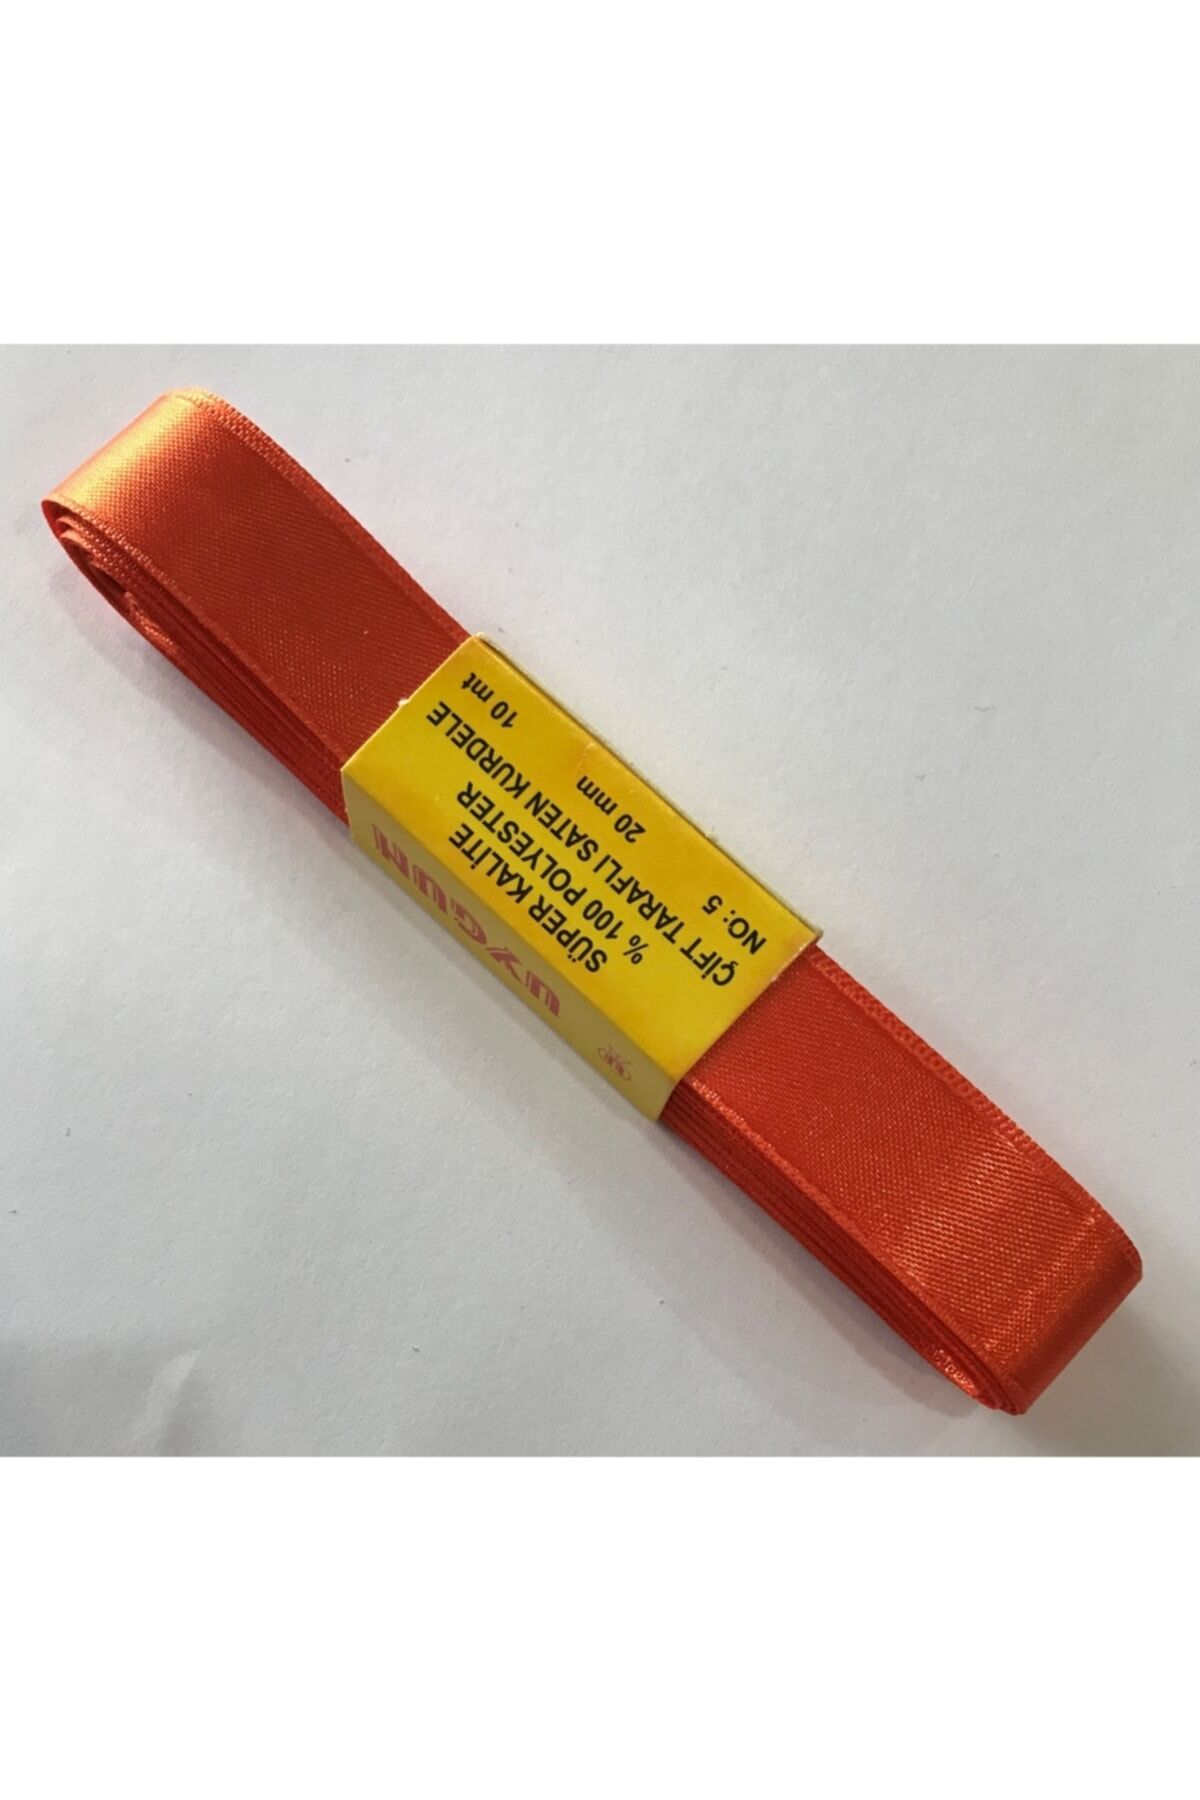 SÜPER KALİTE
% 100 POLYESTER
ÇİFT TARAFLI SATEN KURDELE
NO: 5 20 mm 10 mt
UYGUN